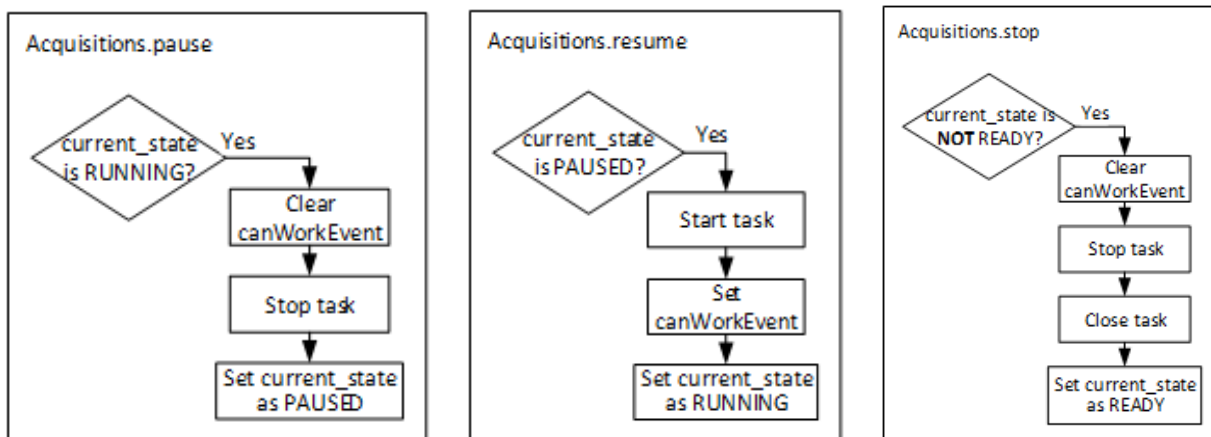 Acquisitions.pause
current_state
is RUNNING?
Yes
Clear
canWorkEvent
Stop task
Set current_state
as PAUSED
Acquisitions.resume
current_state
is PAUSED?
Yes
Start task
Set
canWorkEvent
Set current_state
as RUNNING
Acquisitions.stop
current_state is
NOT READY?
Yes
Clear
canWorkEvent
Stop task
Close task
Set current_state
as READY